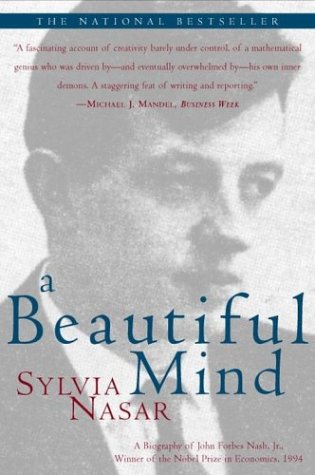 THE NATIONAL BESTSELLER
"A fascinating account of creativity barely under control, of a mathematical
genius who was driven by—and eventually overwhelmed by—his own inner
demons. A staggering feat of writing and reporting."
—Michael J. Mandel, Business Week
a
Beautiful
Mind
Sylvia
Nasar
A Biography of John Forbes Nash, Jr.,
Winner of the Nobel Prize in Economics, 1994